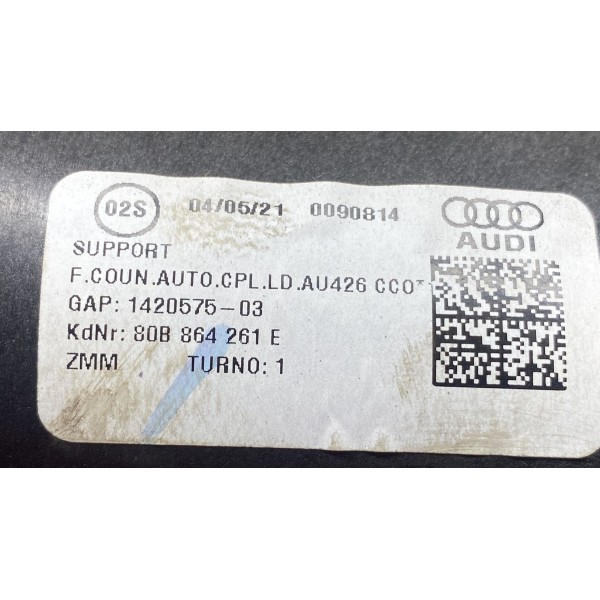 02S 04/05/21 0090814
AUDI
SUPPORT
F.COUN.AUTO.CPL.LD.AU426 CCO*
GAP: 1420575-03
KdNr: 80B 864 261 E
ZMM TURNO: 1